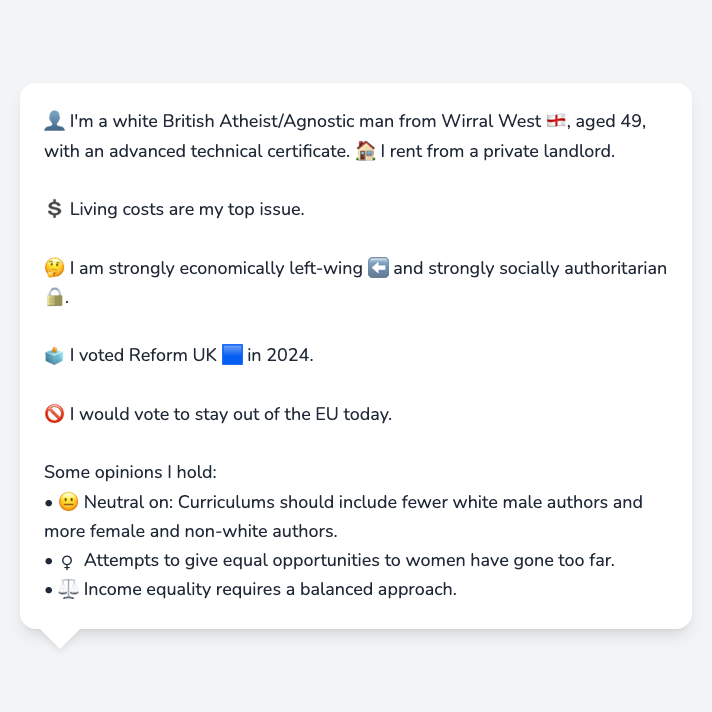 👤 I'm a white British Atheist/Agnostic man from Wirral West 🏴󠁧󠁢󠁥󠁮󠁧󠁿, aged 49,
with an advanced technical certificate. 🏠 I rent from a private landlord.
💲 Living costs are my top issue.
🤔 I am strongly economically left-wing ⬅️ and strongly socially authoritarian
🔒.
🗳️ I voted Reform UK 🟦 in 2024.
🚫 I would vote to stay out of the EU today.
Some opinions I hold:
• 😐 Neutral on: Curriculums should include fewer white male authors and
more female and non-white authors.
• ♀ Attempts to give equal opportunities to women have gone too far.
• ⚖️ Income equality requires a balanced approach.